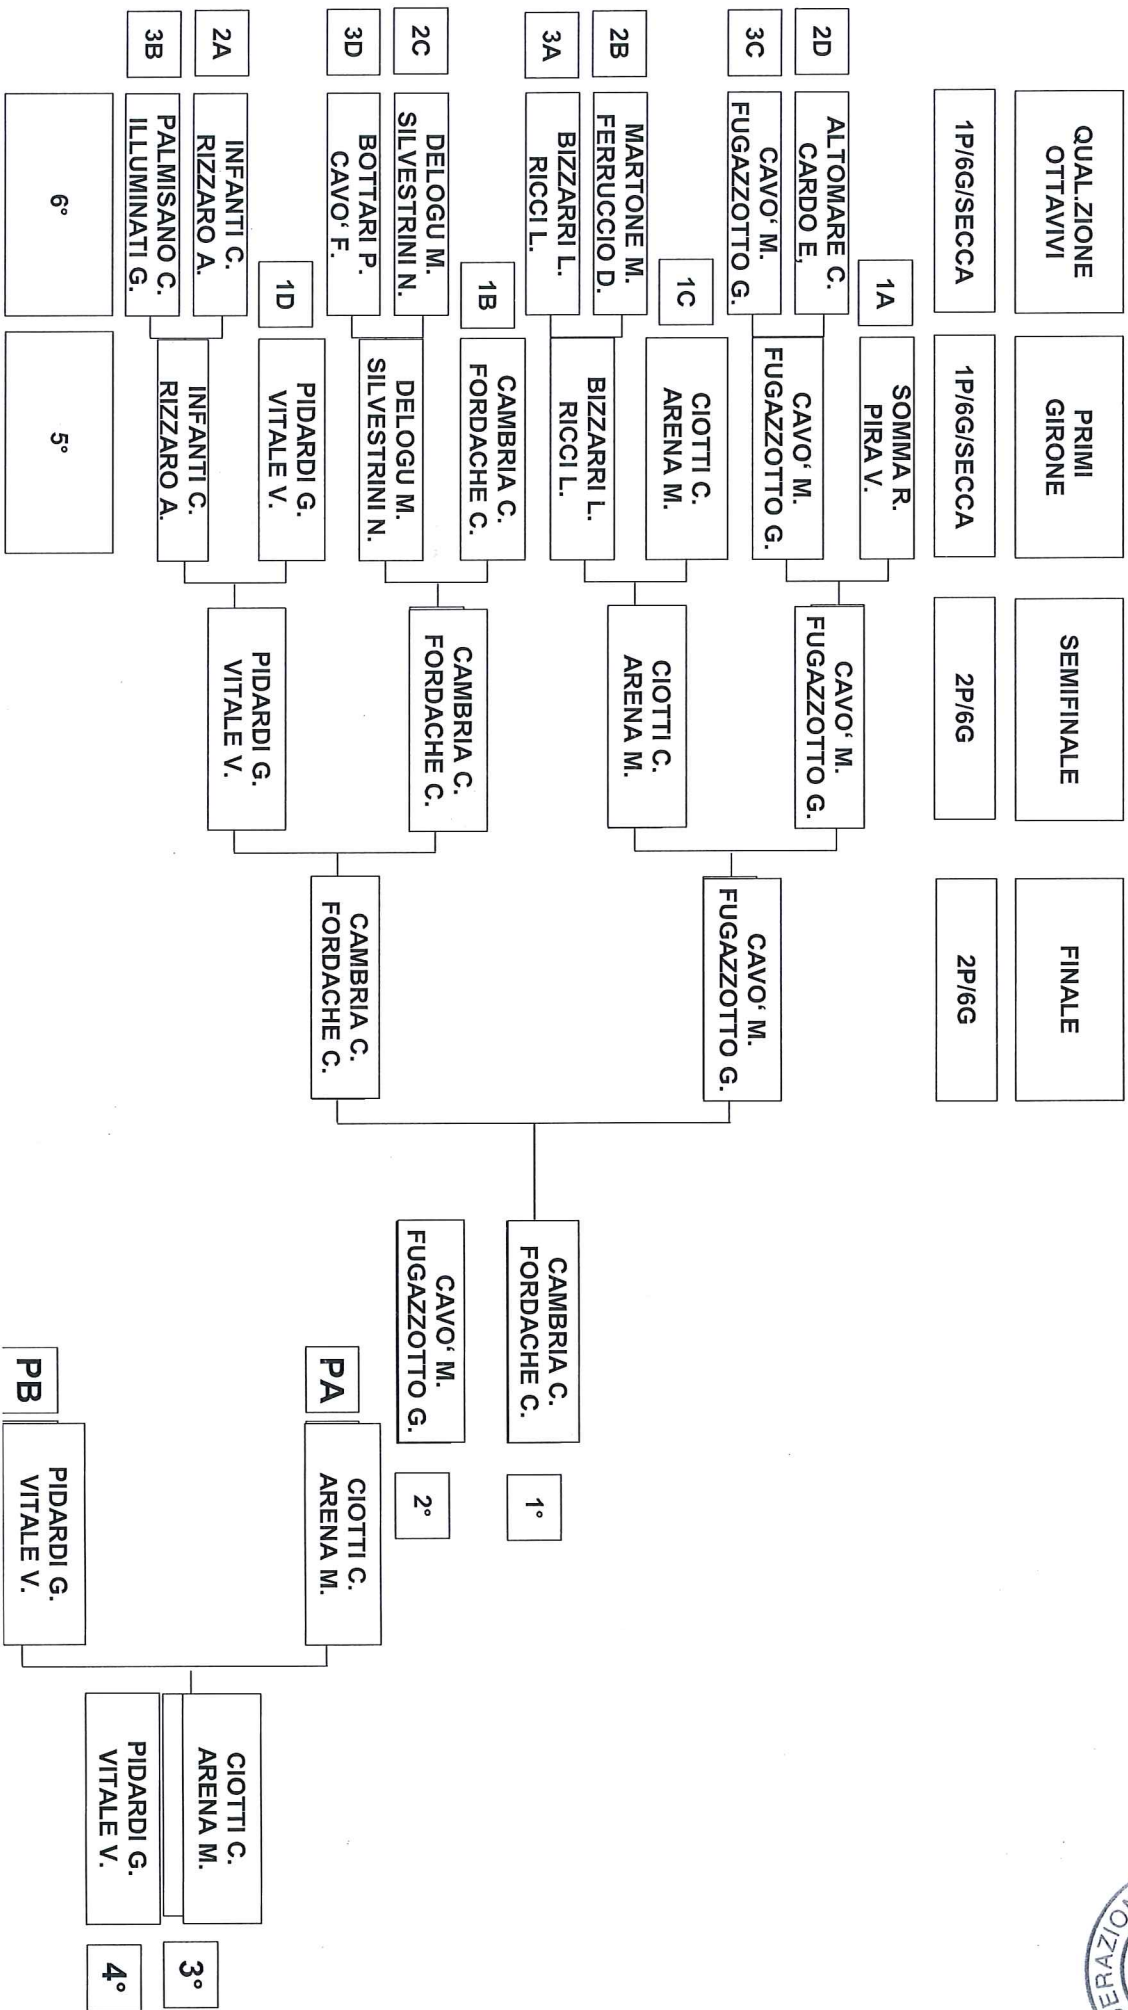 QUAL.ZIONE
OTTAVIVI
PRIMI
GIRONE
SEMIFINALE
FINALE
1P/6G/SECCA
1P/6G/SECCA
2P/6G
2P/6G
1A
SOMMA R.
PIRA V.
2D
ALTOMARE C.
CARDO E,
3C
CAVO‘ M.
FUGAZZOTTO G.
CAVO‘ M.
FUGAZZOTTO G.
CAVO‘ M.
FUGAZZOTTO G.
1C
CIOTTI C.
ARENA M.
2B
MARTONE M.
FERRUCCIO D.
3A
BIZZARRI L.
RICCI L.
BIZZARRI L.
RICCI L.
CIOTTI C.
ARENA M.
CAVO‘ M.
FUGAZZOTTO G.
1B
CAMBRIA C.
FORDACHE C.
2C
DELOGU M.
SILVESTRINI N.
3D
BOTTARI P.
CAVO‘ F.
DELOGU M.
SILVESTRINI N.
CAMBRIA C.
FORDACHE C.
1D
PIDARDI G.
VITALE V.
2A
INFANTI C.
RIZZARO A.
3B
PALMISANO C.
ILLUMINATI G.
INFANTI C.
RIZZARO A.
PIDARDI G.
VITALE V.
CAMBRIA C.
FORDACHE C.
CAMBRIA C.
FORDACHE C.
1°
CAVO‘ M.
FUGAZZOTTO G.
2°
PA
CIOTTI C.
ARENA M.
PB
PIDARDI G.
VITALE V.
CIOTTI C.
ARENA M.
3°
PIDARDI G.
VITALE V.
4°
6°
5°
ERAZION